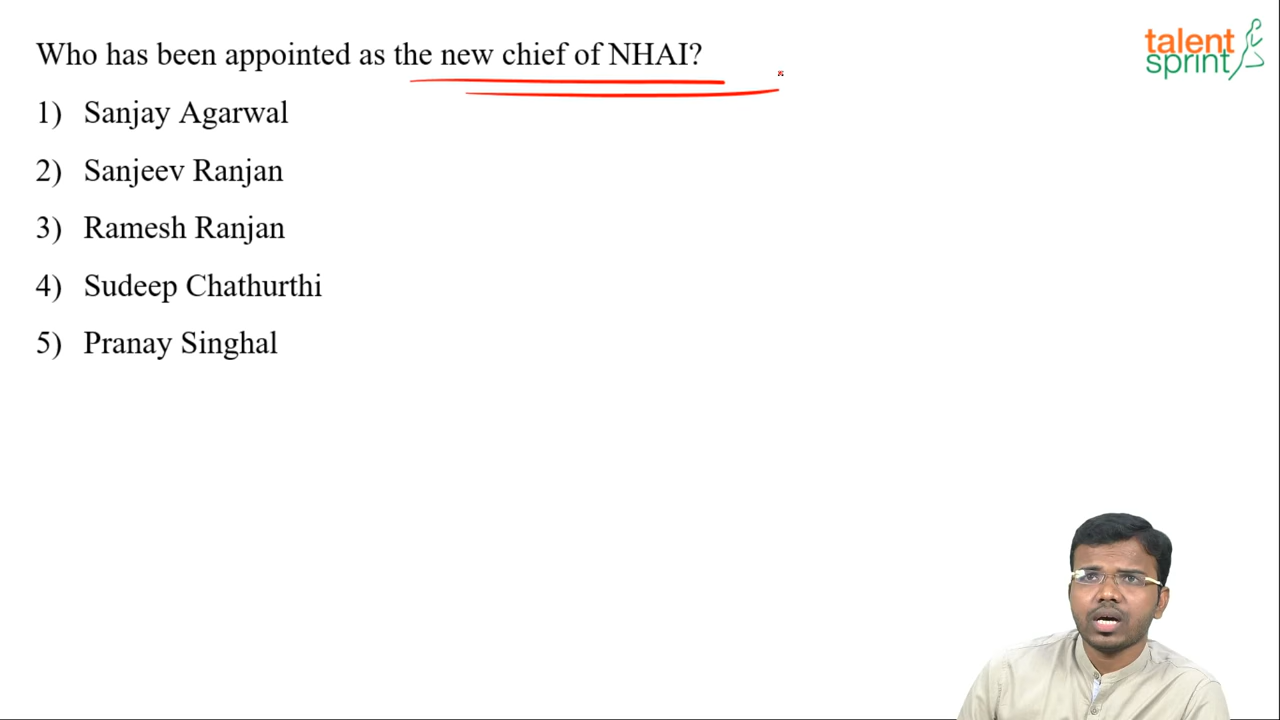 Who has been appointed as the new chief of NHAI?
1) Sanjay Agarwal
2) Sanjeev Ranjan
3) Ramesh Ranjan
4) Sudeep Chathurthi
5) Pranay Singhal
talent
sprint